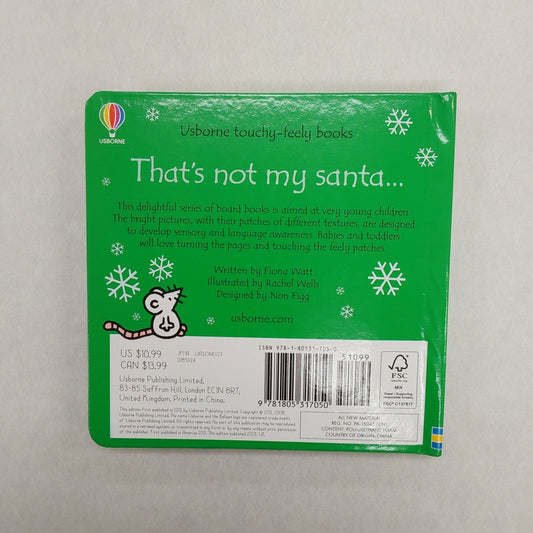 USBORNE
Usborne touchy-feely books
That's not my santa...
This delightful series of board books is aimed at very young children.
The bright pictures, with their patches of different textures, are designed
to develop sensory and language awareness. Babies and toddlers
will love turning the pages and touching the feely patches.
Written by Fiona Watt
Illustrated by Rachel Wells
Designed by Non Figg
usborne.com
US $10.99
CAN $13.99
Usborne Publishing Limited,
83-85 Saffron Hill, London EC1N 8RT,
United Kingdom. Printed in China.
51099
9 781805 317050
FSC
MIX
ALL NEW MATERIAL
CONTENT: POLYURETHANE FOAM
COUNTRY OF ORIGIN: CHINA